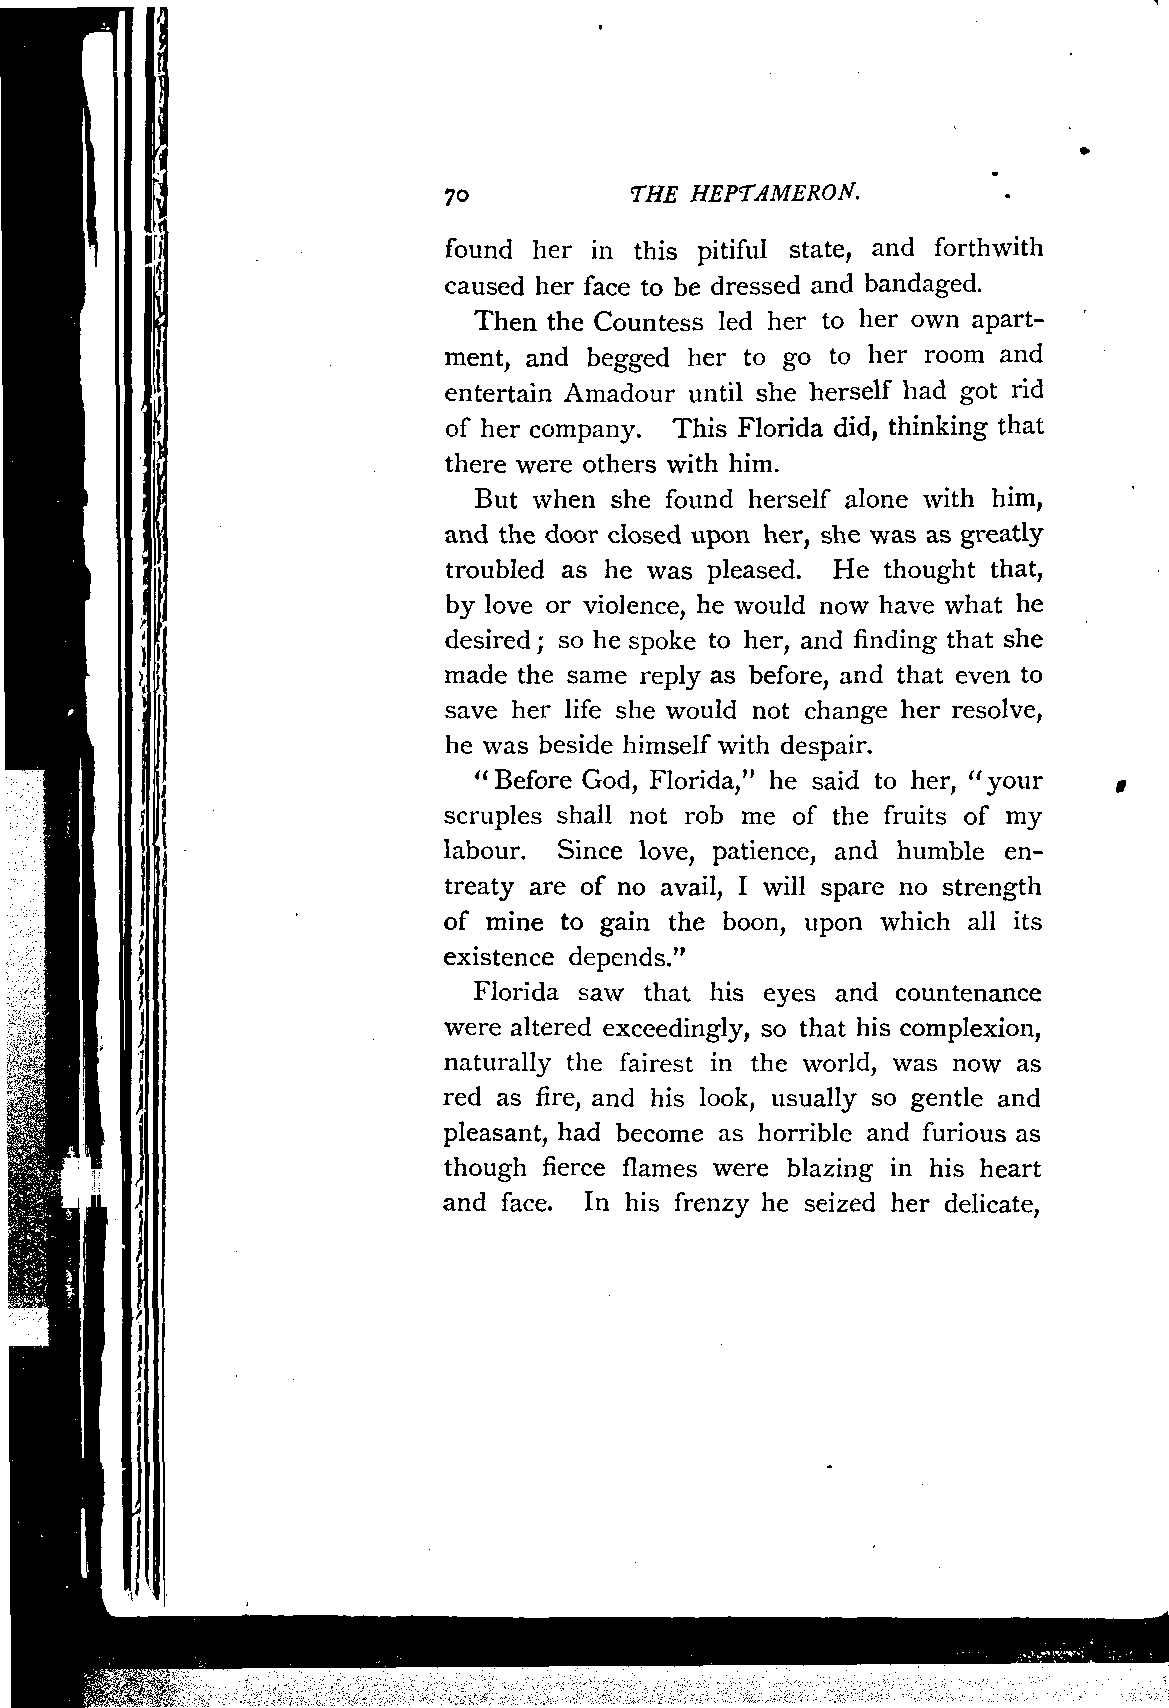 70 THE HEPTAMERON.
found her in this pitiful state, and forthwith
caused her face to be dressed and bandaged.
Then the Countess led her to her own apart-
ment, and begged her to go to her room and
entertain Amadour until she herself had got rid
of her company. This Florida did, thinking that
there were others with him.
But when she found herself alone with him,
and the door closed upon her, she was as greatly
troubled as he was pleased. He thought that,
by love or violence, he would now have what he
desired; so he spoke to her, and finding that she
made the same reply as before, and that even to
save her life she would not change her resolve,
he was beside himself with despair.
"Before God, Florida," he said to her, "your
scruples shall not rob me of the fruits of my
labour. Since love, patience, and humble en-
treaty are of no avail, I will spare no strength
of mine to gain the boon, upon which all its
existence depends."
Florida saw that his eyes and countenance
were altered exceedingly, so that his complexion,
naturally the fairest in the world, was now as
red as fire, and his look, usually so gentle and
pleasant, had become as horrible and furious as
though fierce flames were blazing in his heart
and face. In his frenzy he seized her delicate,